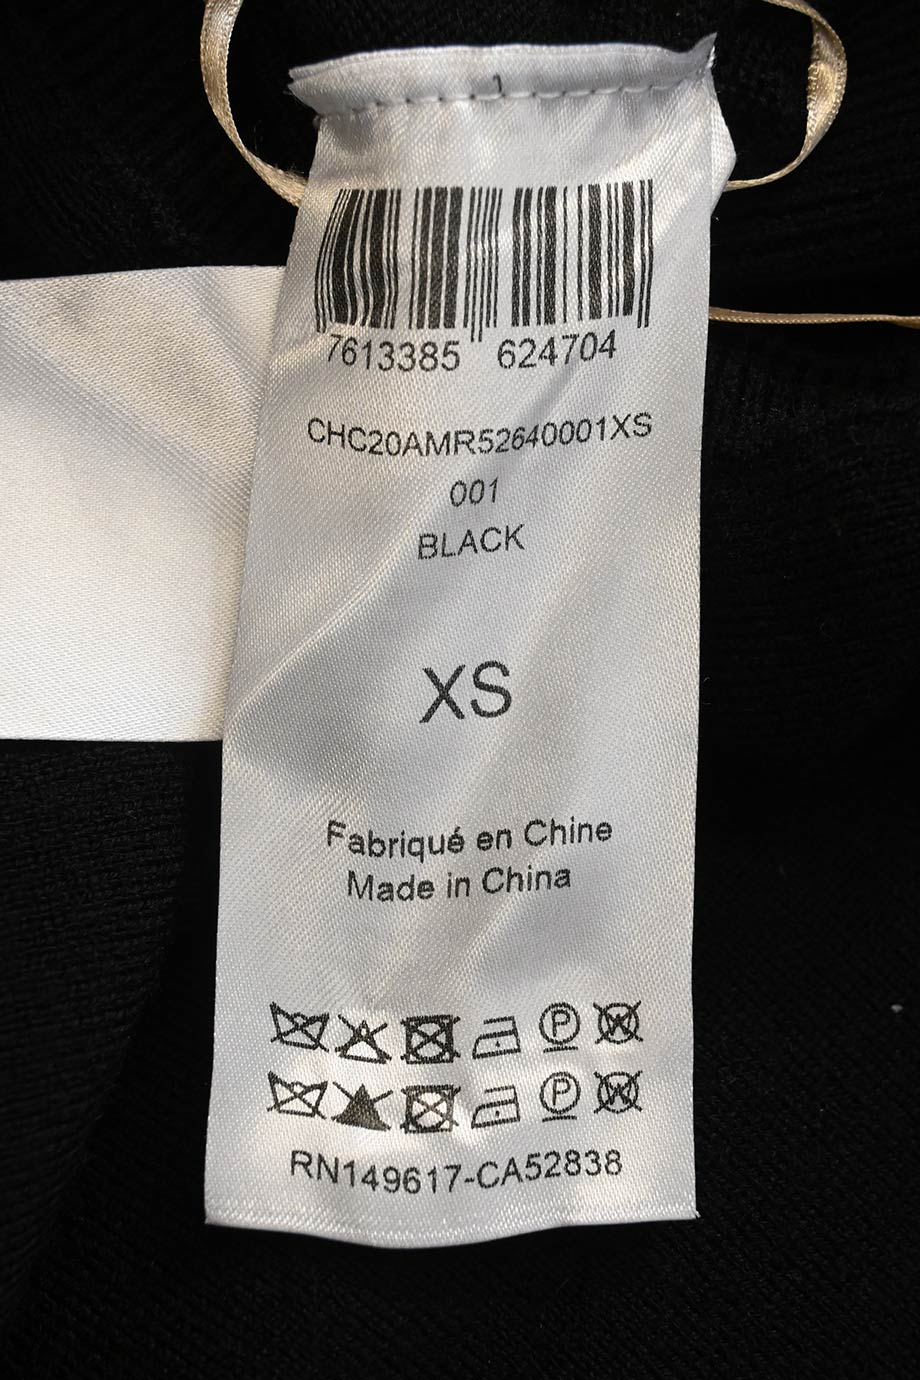 7613385 624704
CHC20AMR52640001XS
001
BLACK
XS
Fabriqué en Chine
Made in China
P W
P W
RN149617-CA52838